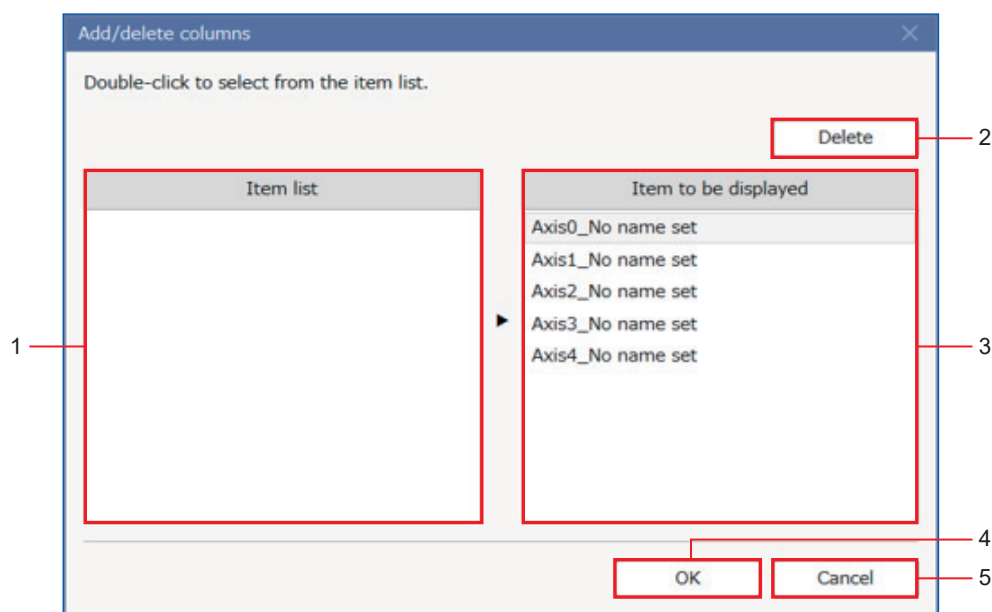 Add/delete columns
Double-click to select from the item list.
Delete
2
Item list
Item to be displayed
Axis0_No name set
Axis1_No name set
Axis2_No name set
Axis3_No name set
Axis4_No name set
1
3
4
OK
Cancel
5